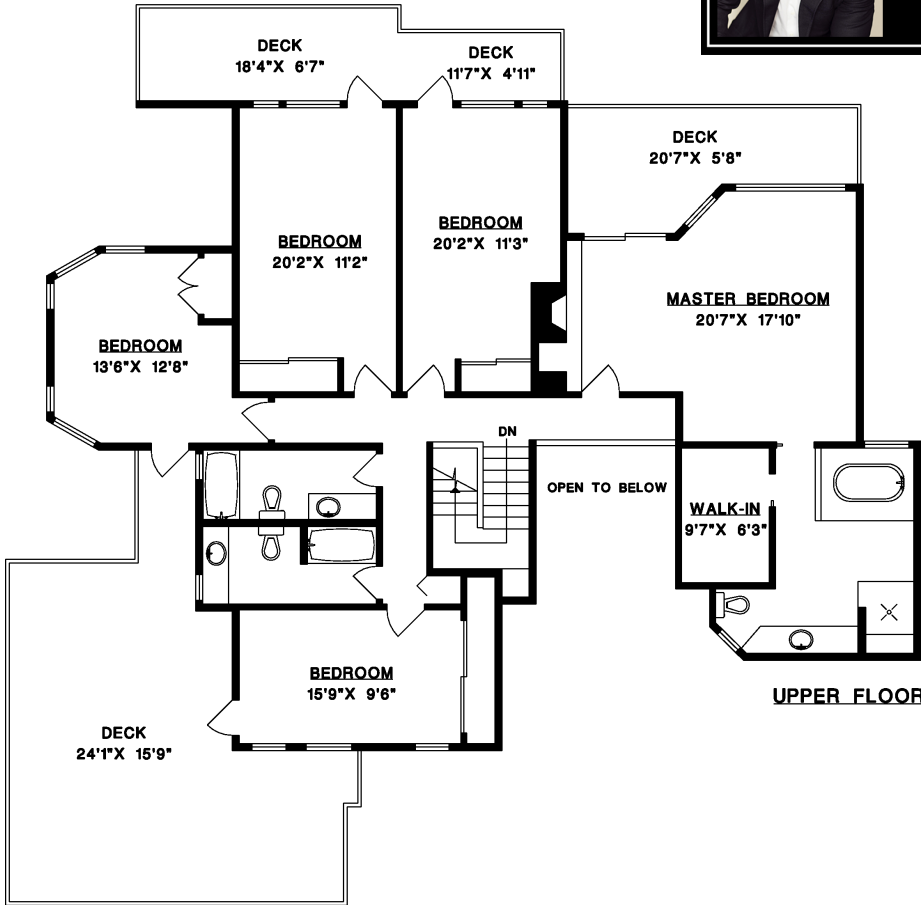 DECK
18'4"X 6'7"
DECK
11'7"X 4'11"
DECK
20'7"X 5'8"
BEDROOM
20'2"X 11'2"
BEDROOM
20'2"X 11'3"
MASTER BEDROOM
20'7"X 17'10"
BEDROOM
13'6"X 12'8"
DN
OPEN TO BELOW
WALK-IN
9'7"X 6'3"
BEDROOM
15'9"X 9'6"
UPPER FLOOR
DECK
24'1"X 15'9"